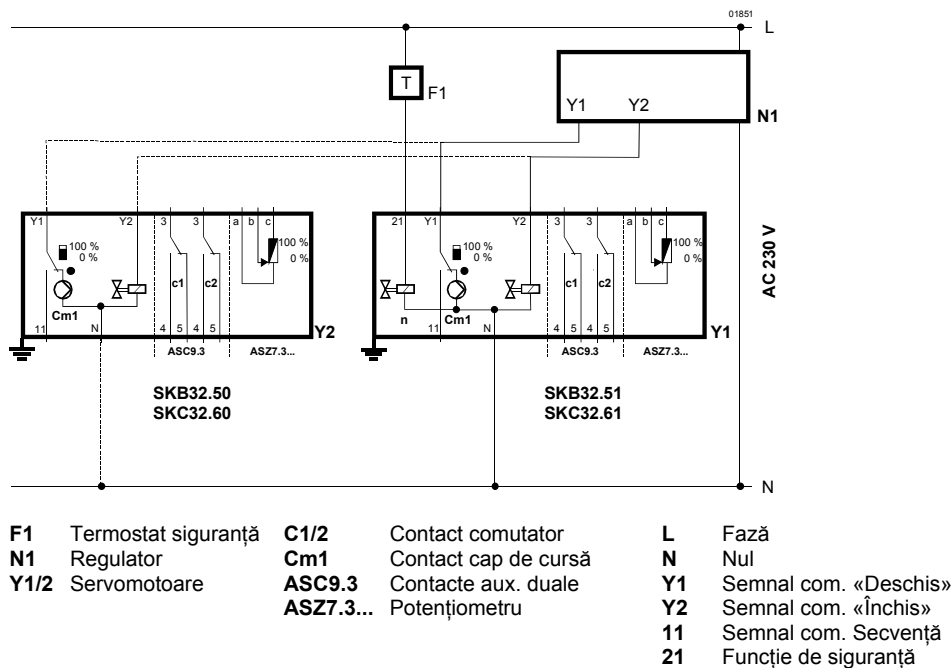 01851
L
T
F1
Y1 Y2
N1
Y1 Y2 3 3 a b c
21 Y1 Y2 3 3 a b c
100 %
0 %
100 %
0 %
100 %
0 %
100 %
0 %
c1 c2
c1 c2
Cm1
n Cm1
11 N 4 5 4 5
11 N 4 5 4 5
Y2
Y1
ASC9.3 ASZ7.3...
ASC9.3 ASZ7.3...
AC 230 V
SKB32.50
SKC32.60
SKB32.51
SKC32.61
N
F1 Termostat siguranță
N1 Regulator
Y1/2 Servomotoare
C1/2 Contact comutator
Cm1 Contact cap de cursă
ASC9.3 Contacte aux. duale
ASZ7.3... Potențiometru
L Fază
N Nul
Y1 Semnal com. «Deschis»
Y2 Semnal com. «Închis»
11 Semnal com. Secvență
21 Funcție de siguranță